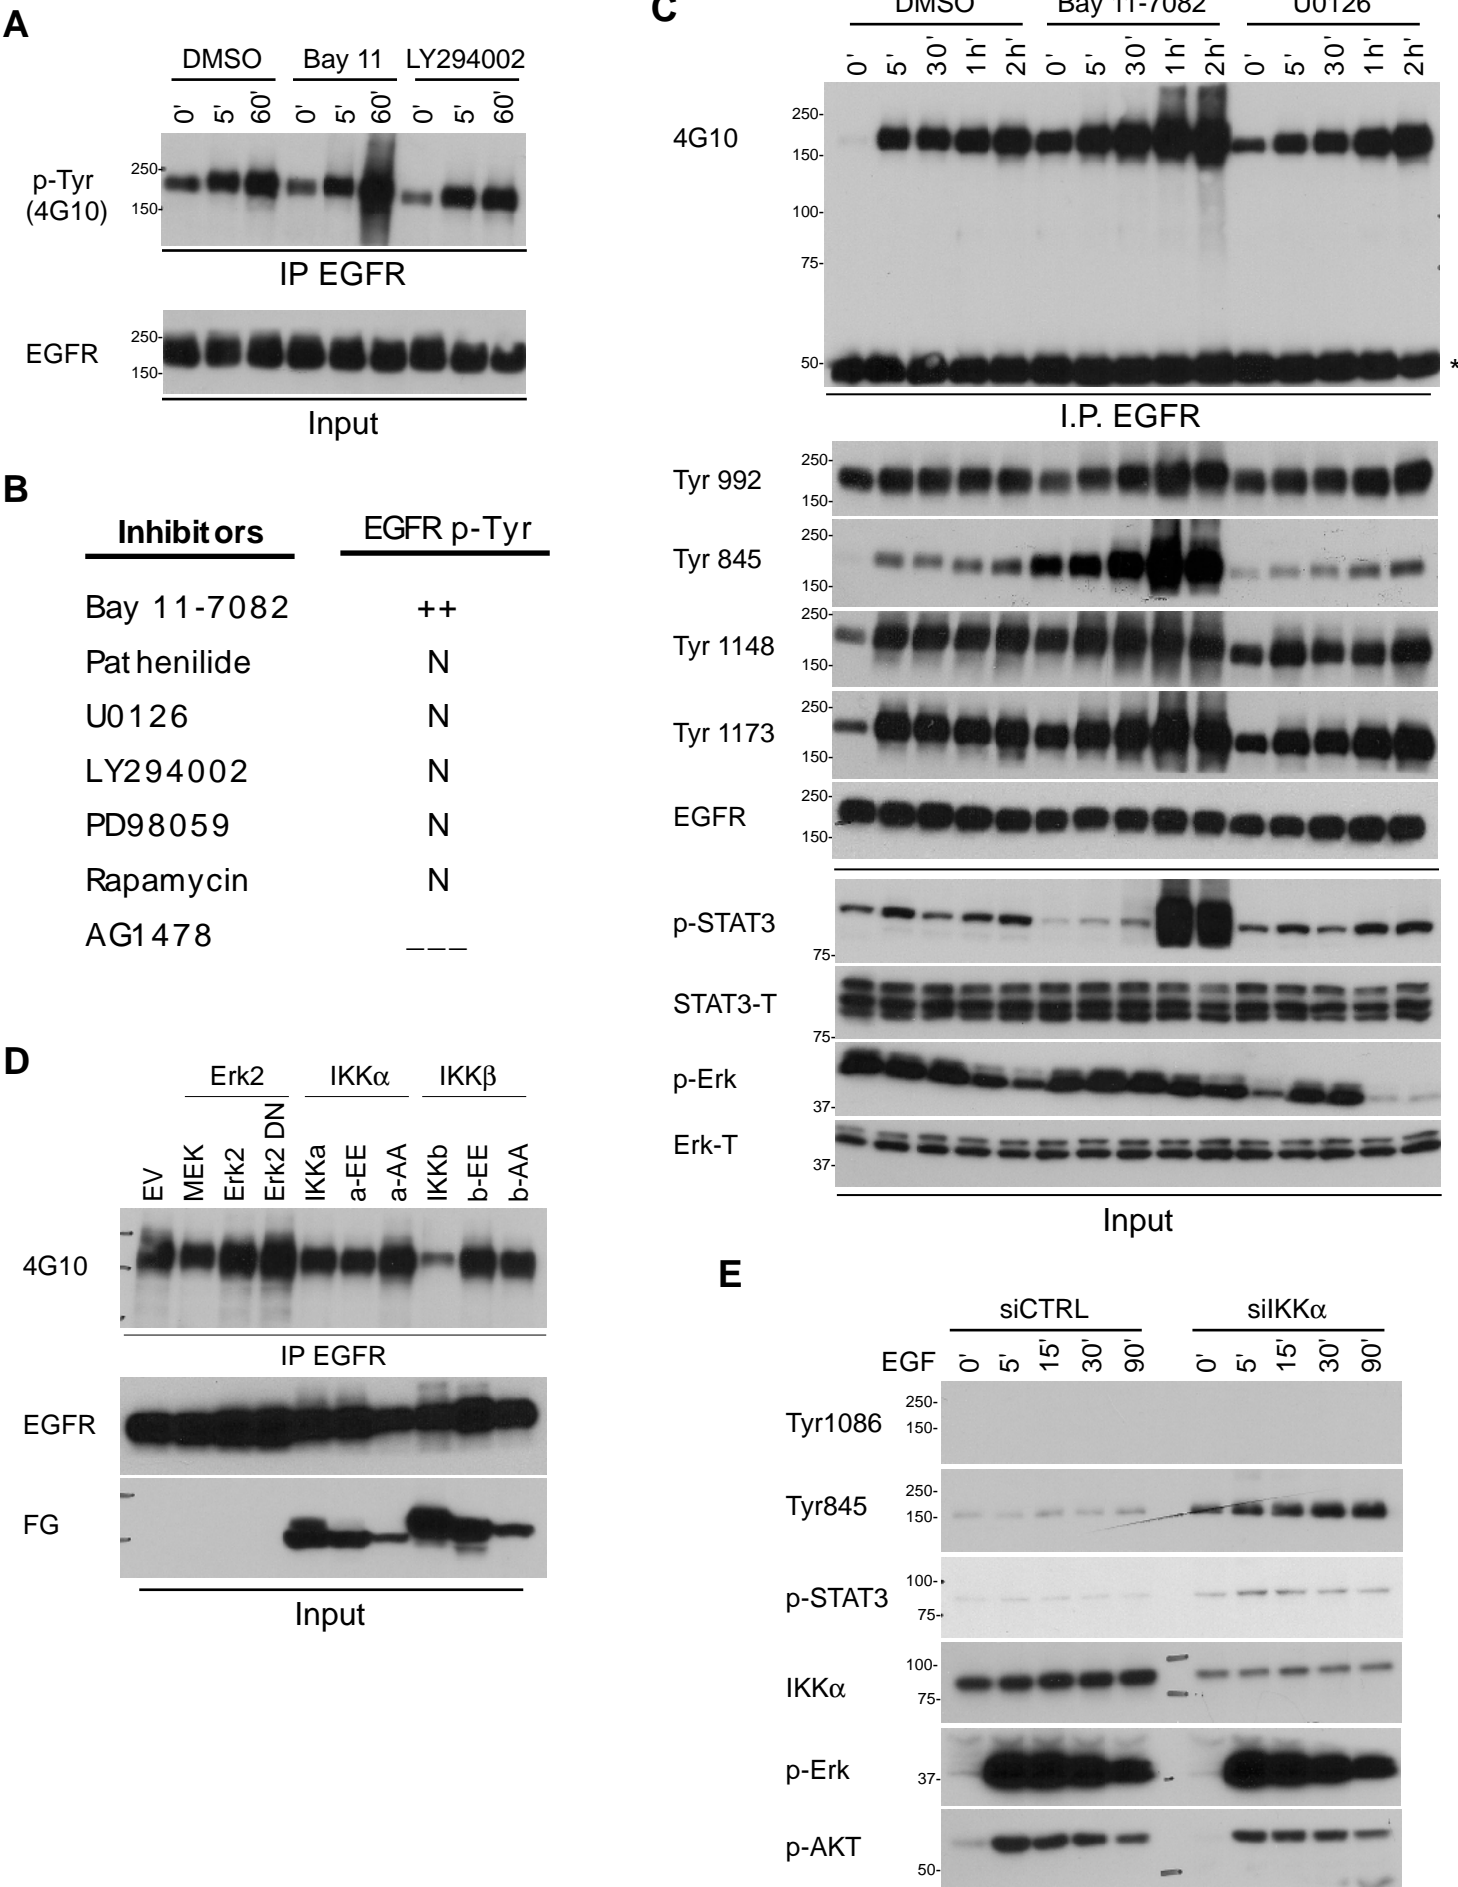 A
DMSO Bay 11 LY294002
0' 5' 60' 0' 5' 60' 0' 5' 60'
p-Tyr
(4G10)
250-
150-
IP EGFR
EGFR
250-
150-
Input
B
Inhibitors EGFR p-Tyr
Bay 11-7082 ++
Pathenilide N
U0126 N
LY294002 N
PD98059 N
Rapamycin N
AG1478 ___
C
DMSO Bay 11-7082 U0126
0' 5' 30' 1h' 2h' 0' 5' 30' 1h' 2h' 0' 5' 30' 1h' 2h'
4G10
250-
150-
100-
75-
50-
*
I.P. EGFR
Tyr 992
250-
150-
Tyr 845
250-
150-
Tyr 1148
250-
150-
Tyr 1173
250-
150-
EGFR
250-
150-
p-STAT3
75-
STAT3-T
75-
p-Erk
37-
Erk-T
37-
Input
D
Erk2 IKKα IKKβ
EV MEK Erk2 Erk2 DN IKKa a-EE a-AA IKKb b-EE b-AA
4G10
IP EGFR
EGFR
FG
Input
E
siCTRL siIKKα
EGF 0' 5' 15' 30' 90' 0' 5' 15' 30' 90'
Tyr1086
250-
150-
Tyr845
250-
150-
p-STAT3
100-
75-
IKKα
100-
75-
p-Erk
37-
p-AKT
50-